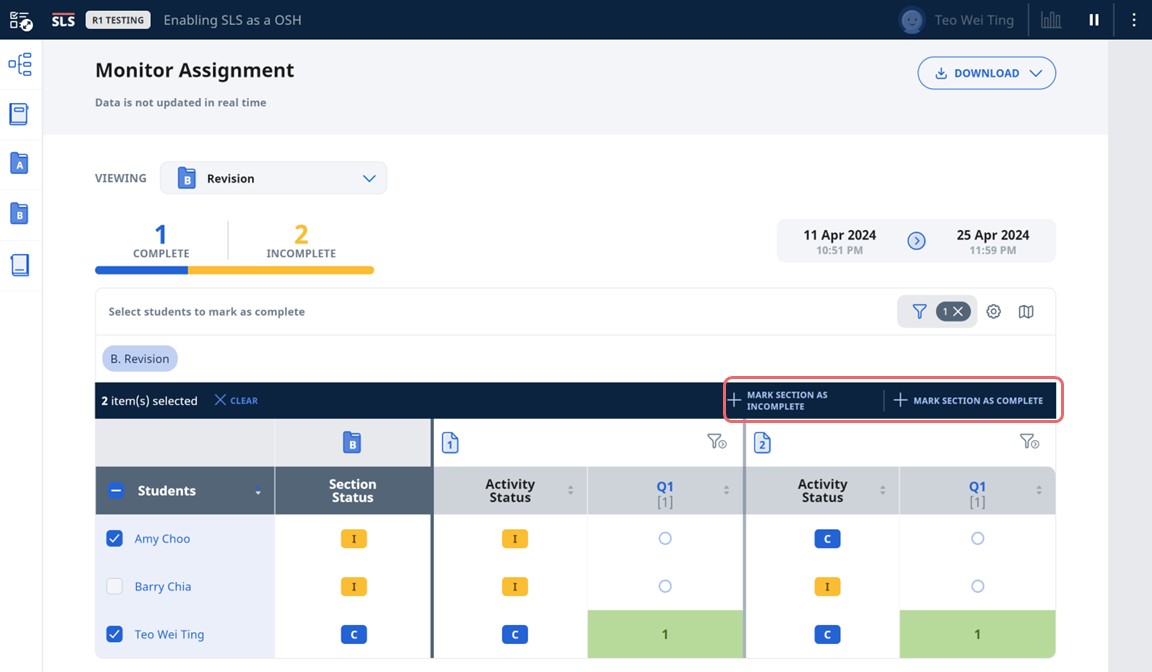 SLS R1 TESTING Enabling SLS as a OSH Teo Wei Ting
Monitor Assignment
DOWNLOAD
Data is not updated in real time
A
B
VIEWING B Revision
1 2
COMPLETE INCOMPLETE
11 Apr 2024 25 Apr 2024
10:51 PM 11:59 PM
Select students to mark as complete 1
B. Revision
2 item(s) selected CLEAR MARK SECTION AS INCOMPLETE MARK SECTION AS COMPLETE
B 1 2
Students Section Status Activity Status Q1 [1] Activity Status Q1 [1]
Amy Choo I I C
Barry Chia I I I
Teo Wei Ting C C 1 C 1